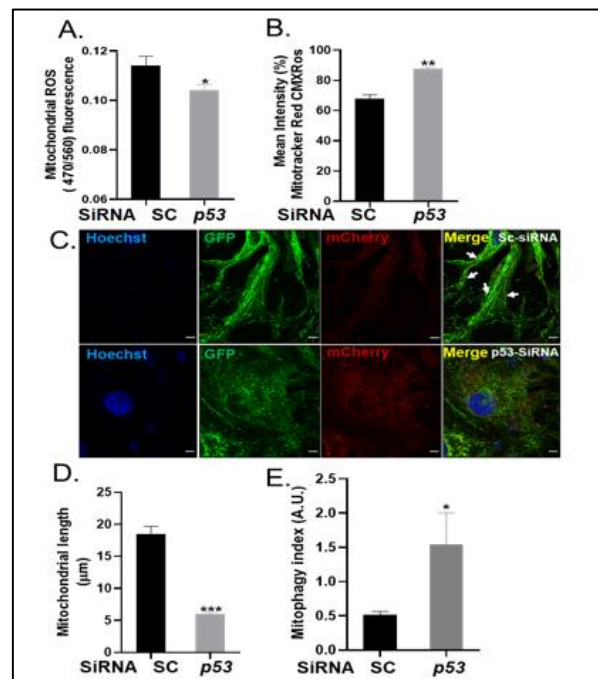 A.
Mitochondrial ROS
( 470/560) fluorescence
0.12
0.10
0.08
0.06
SiRNA SC p53
*
B.
Mean Intensity (%)
Mitotracker Red CMXRos
100
80
60
40
20
0
SiRNA SC p53
**
C.
Hoechst GFP mCherry Merge Sc-siRNA
Hoechst GFP mCherry Merge p53-SiRNA
D.
Mitochondrial length
(μm)
25
20
15
10
5
0
SiRNA SC p53
***
E.
Mitophagy index (A.U.)
2.5
2.0
1.5
1.0
0.5
0.0
SiRNA SC p53
*